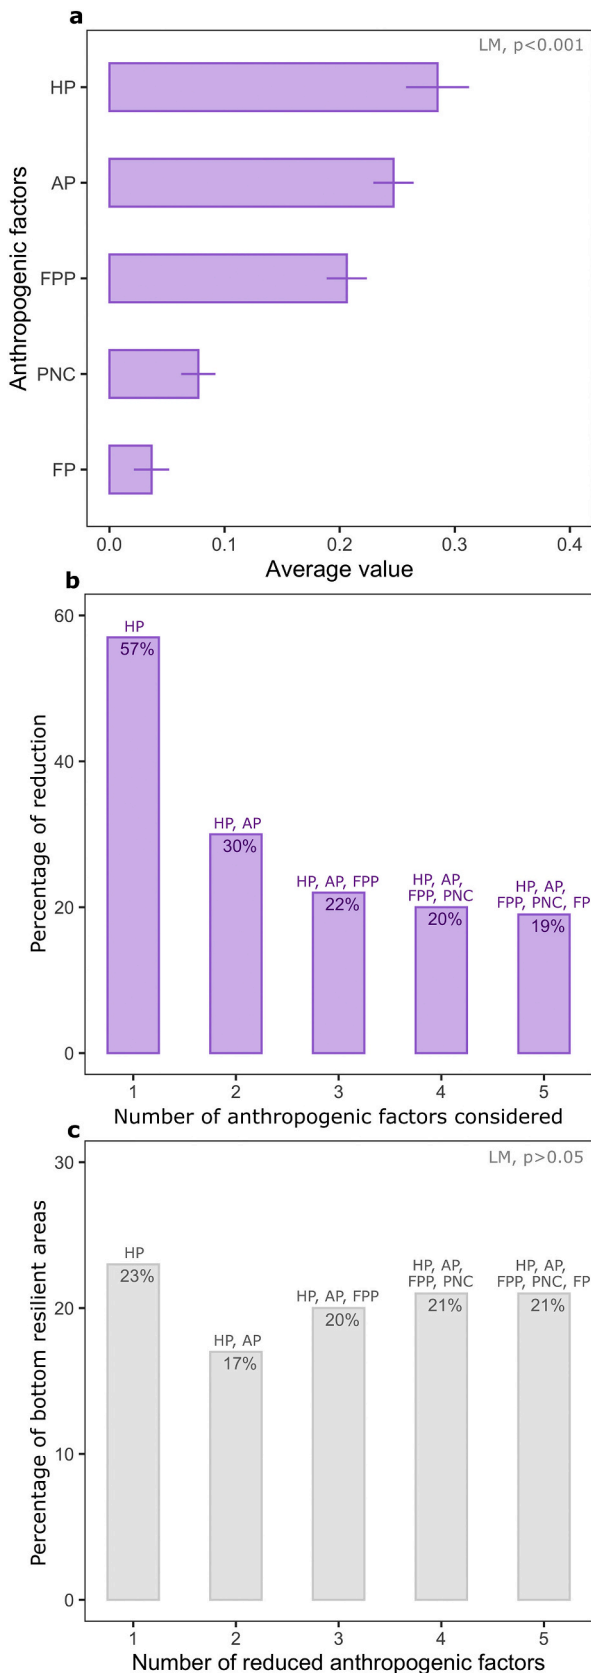 a
LM, p<0.001
HP
AP
FPP
PNC
FP
Anthropogenic factors
0.0 0.1 0.2 0.3 0.4
Average value
b
60
40
20
0
Percentage of reduction
HP
57%
HP, AP
30%
HP, AP, FPP
22%
HP, AP,
FPP, PNC
20%
HP, AP,
FPP, PNC, FP
19%
1 2 3 4 5
Number of anthropogenic factors considered
c
LM, p>0.05
30
20
10
0
Percentage of bottom resilient areas
HP
23%
HP, AP
17%
HP, AP, FPP
20%
HP, AP,
FPP, PNC
21%
HP, AP,
FPP, PNC, FP
21%
1 2 3 4 5
Number of reduced anthropogenic factors